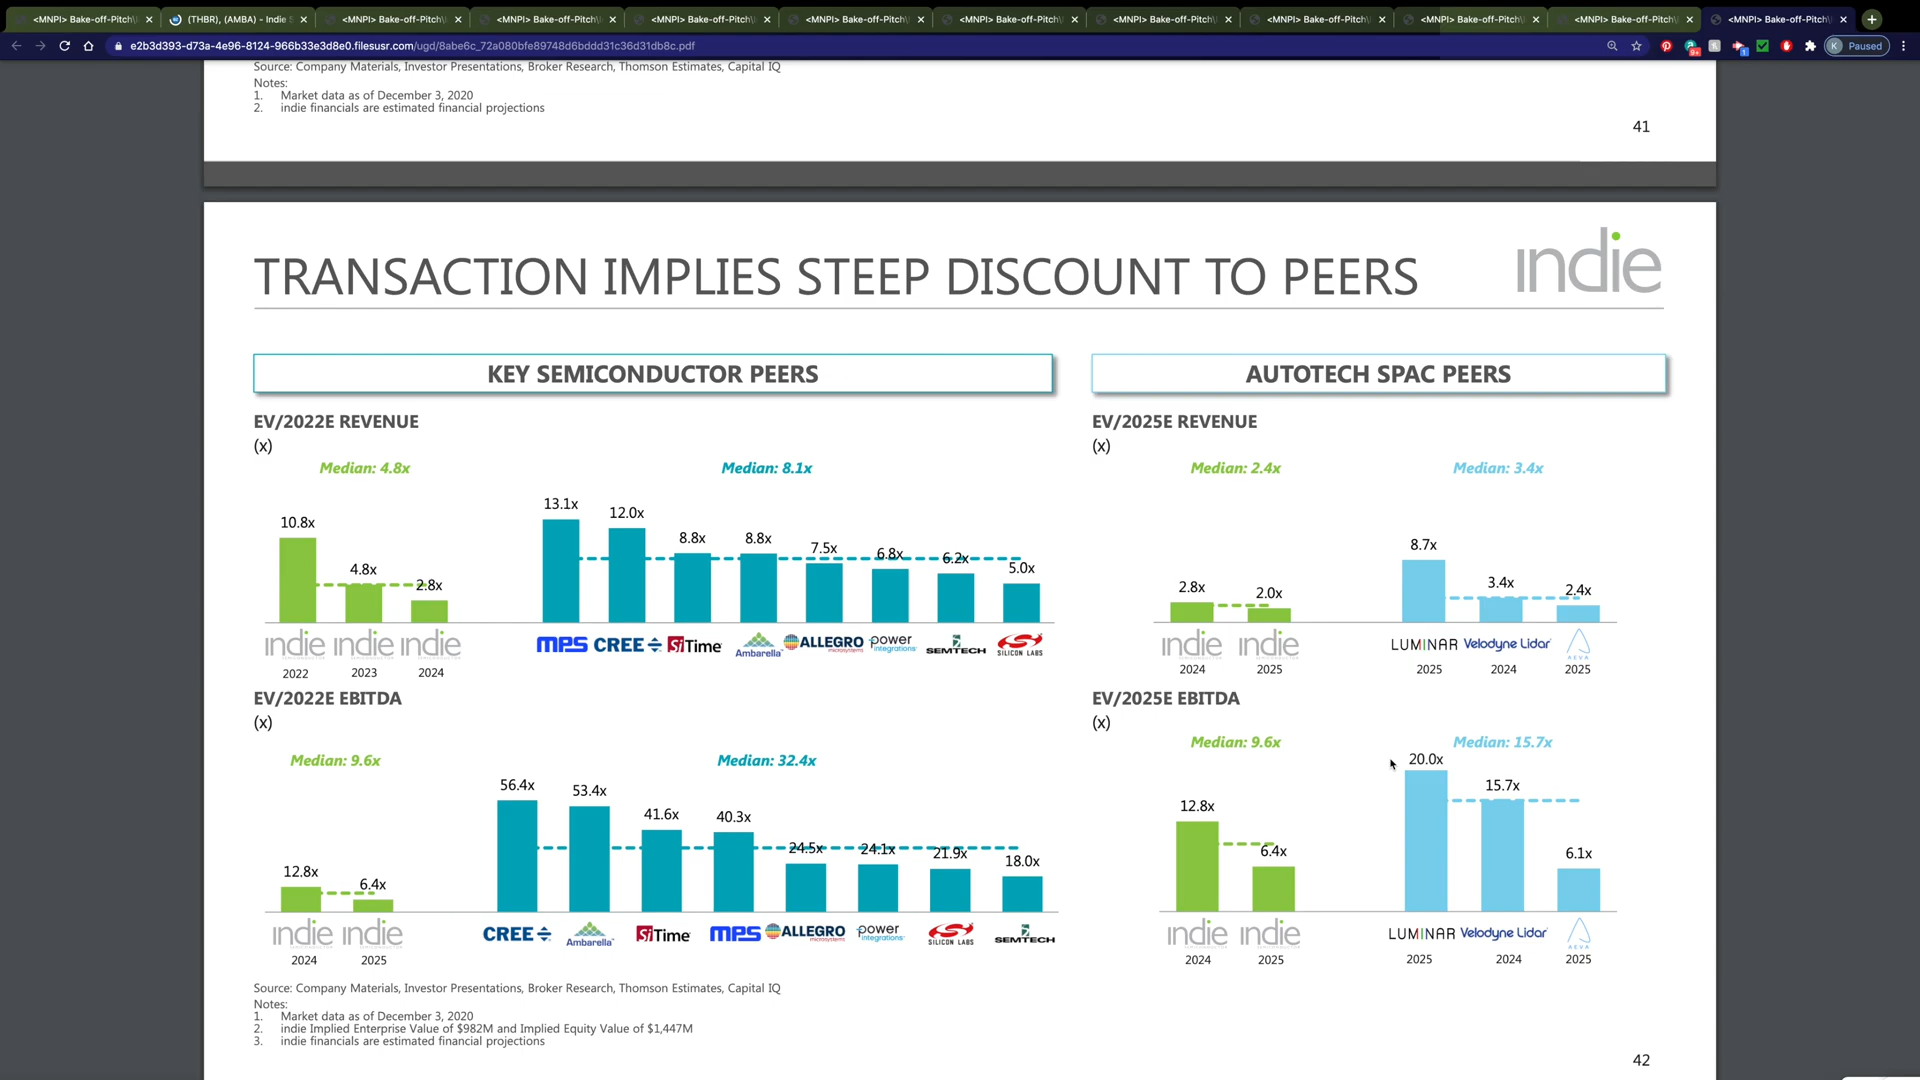 <MNPI> Bake-off-Pitch\
(THBR), (AMBA) - Indie S
<MNPI> Bake-off-Pitch\
<MNPI> Bake-off-Pitch\
<MNPI> Bake-off-Pitch\
<MNPI> Bake-off-Pitch\
<MNPI> Bake-off-Pitch\
<MNPI> Bake-off-Pitch\
<MNPI> Bake-off-Pitch\
<MNPI> Bake-off-Pitch\
<MNPI> Bake-off-Pitch\
<MNPI> Bake-off-Pitch\
e2b3d393-d73a-4e96-8124-966b33e3d8e0.filesusr.com/ugd/8abe6c_72a080bfe89748d6bddd31c36d31db8c.pdf
K Paused
Source: Company Materials, Investor Presentations, Broker Research, Thomson Estimates, Capital IQ
Notes:
1. Market data as of December 3, 2020
2. indie financials are estimated financial projections
41
TRANSACTION IMPLIES STEEP DISCOUNT TO PEERS
indie
KEY SEMICONDUCTOR PEERS
EV/2022E REVENUE
(x)
Median: 4.8x
Median: 8.1x
10.8x 4.8x 2.8x
13.1x 12.0x 8.8x 8.8x 7.5x 6.8x 6.2x 5.0x
indie indie indie
MPS CREE SiTime Ambarella ALLEGRO microsystems power integrations SEMTECH SILICON LABS
2022 2023 2024
EV/2022E EBITDA
(x)
Median: 9.6x
Median: 32.4x
12.8x 6.4x
56.4x 53.4x 41.6x 40.3x 24.5x 24.1x 21.9x 18.0x
indie indie
CREE Ambarella SiTime MPS ALLEGRO microsystems power integrations SILICON LABS SEMTECH
2024 2025
AUTOTECH SPAC PEERS
EV/2025E REVENUE
(x)
Median: 2.4x
Median: 3.4x
2.8x 2.0x
8.7x 3.4x 2.4x
indie indie
LUMINAR Velodyne Lidar AEVA
2024 2025
2025 2024 2025
EV/2025E EBITDA
(x)
Median: 9.6x
Median: 15.7x
12.8x 6.4x
20.0x 15.7x 6.1x
indie indie
LUMINAR Velodyne Lidar AEVA
2024 2025
2025 2024 2025
Source: Company Materials, Investor Presentations, Broker Research, Thomson Estimates, Capital IQ
Notes:
1. Market data as of December 3, 2020
2. indie Implied Enterprise Value of $982M and Implied Equity Value of $1,447M
3. indie financials are estimated financial projections
42